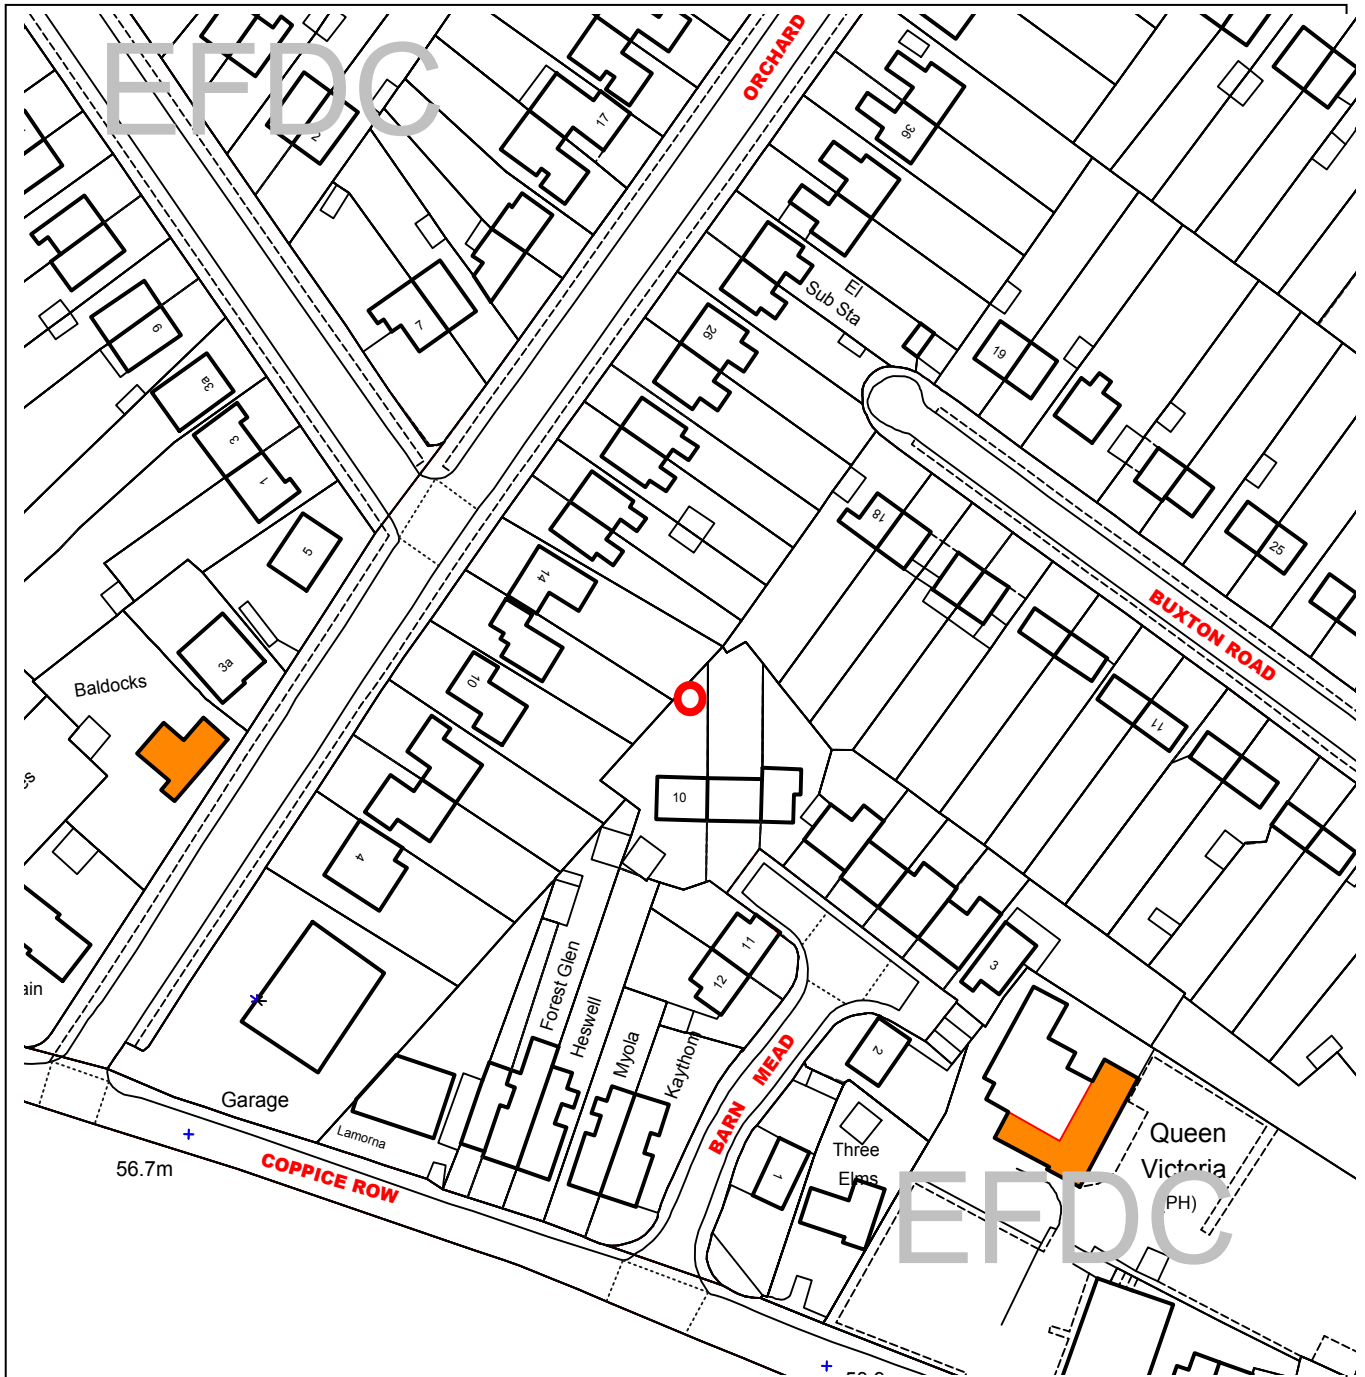 EFDC
ORCHARD
2
17
36
7
El
Sub Sta
26
19
9
3a
3
1
5
18
25
BUXTON ROAD
14
10
3a
Baldocks
11
10
4
11
12
3
Forest Glen
Heswell
Myola
Kaythom
BARN MEAD
2
Garage
Lamorna
COPPICE ROW
56.7m
1
Three
Elms
Queen
Victoria
(PH)
EFDC